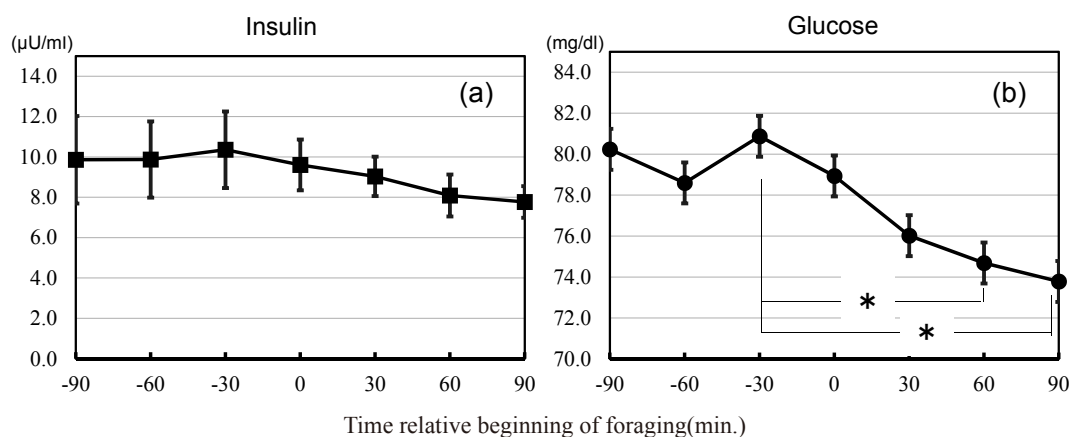 Insulin
(µU/ml)
14.0
12.0
10.0
8.0
6.0
4.0
2.0
0.0
(a)
-90 -60 -30 0 30 60 90
Glucose
(mg/dl)
84.0
82.0
80.0
78.0
76.0
74.0
72.0
70.0
(b)
*
*
-90 -60 -30 0 30 60 90
Time relative beginning of foraging(min.)